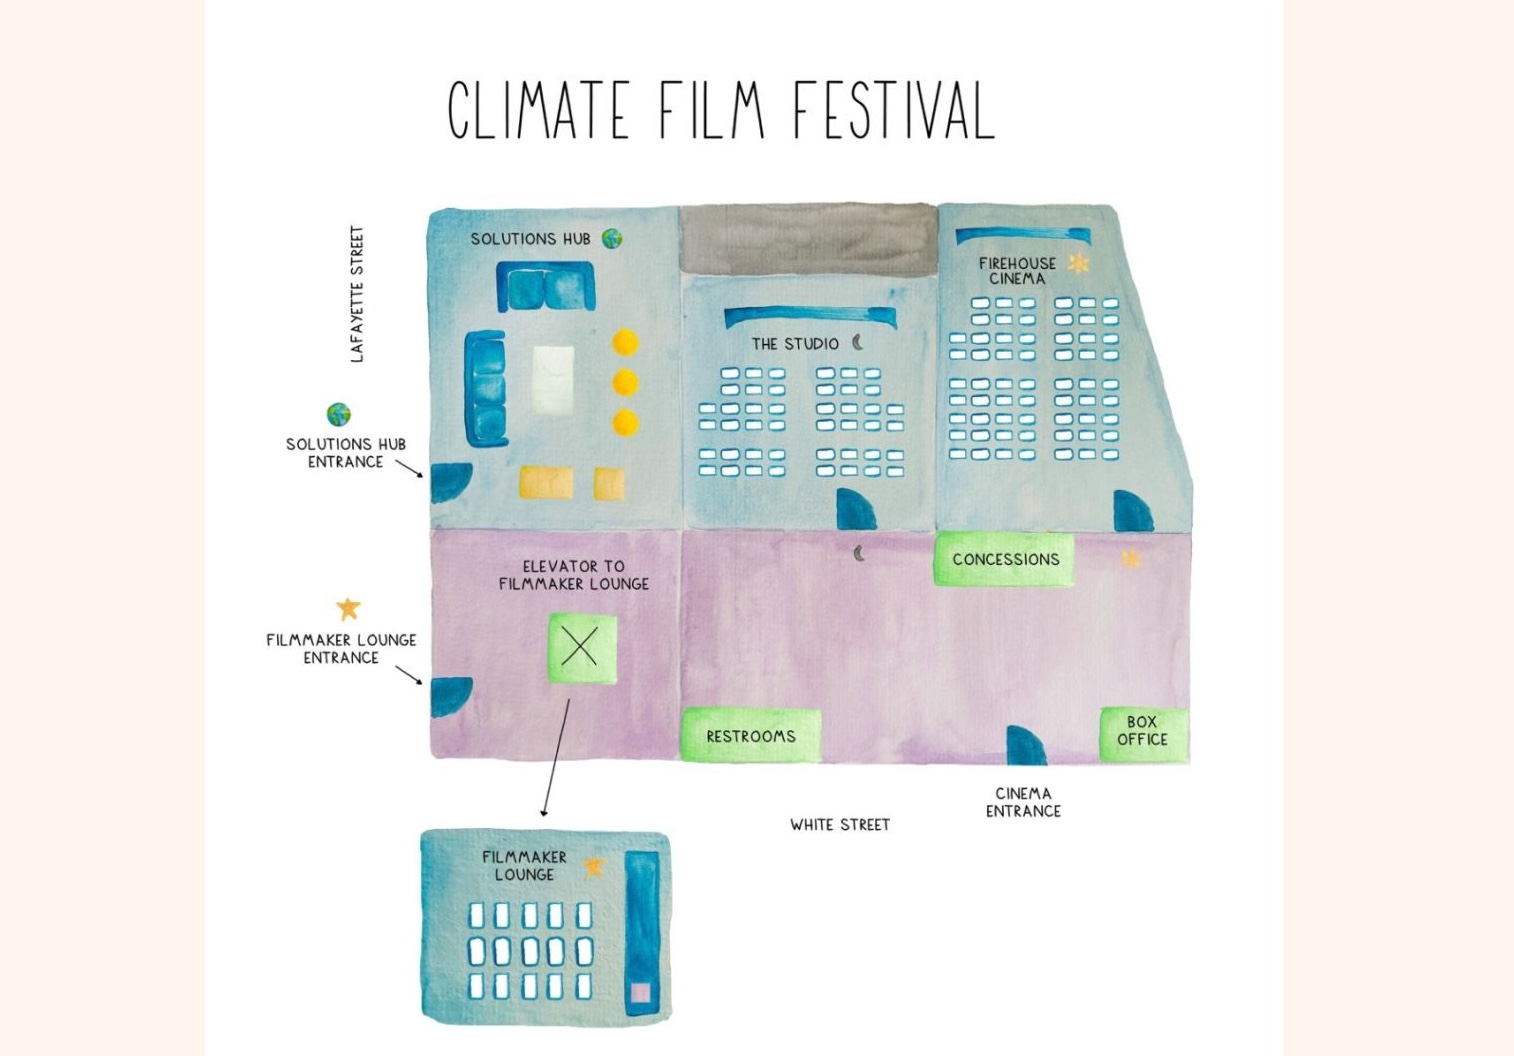 CLIMATE FILM FESTIVAL
LAFAYETTE STREET
SOLUTIONS HUB
FIREHOUSE
CINEMA
THE STUDIO
SOLUTIONS HUB
ENTRANCE
ELEVATOR TO
FILMMAKER LOUNGE
CONCESSIONS
FILMMAKER LOUNGE
ENTRANCE
RESTROOMS
BOX
OFFICE
CINEMA
ENTRANCE
WHITE STREET
FILMMAKER
LOUNGE